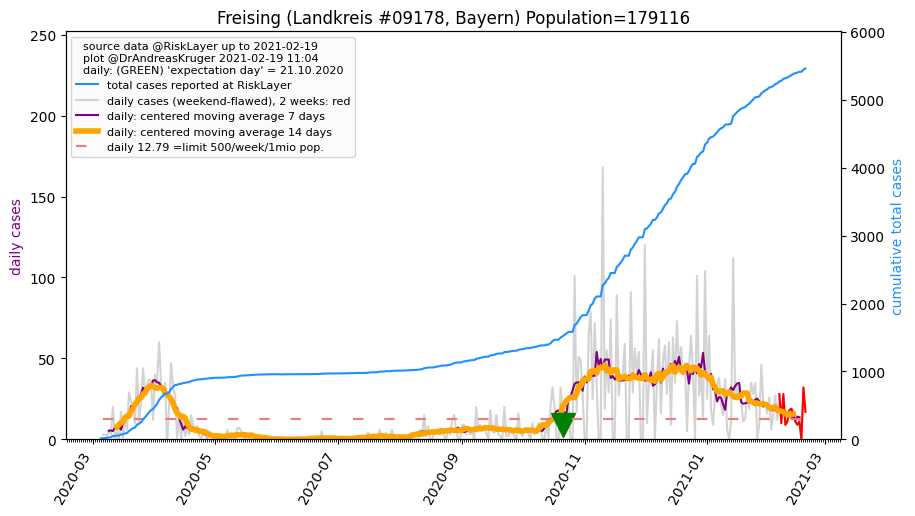 Freising (Landkreis #09178, Bayern) Population=179116
source data @RiskLayer up to 2021-02-19
plot @DrAndreasKruger 2021-02-19 11:04
daily: (GREEN) 'expectation day' = 21.10.2020
total cases reported at RiskLayer
daily cases (weekend-flawed), 2 weeks: red
daily: centered moving average 7 days
daily: centered moving average 14 days
daily 12.79 =limit 500/week/1mio pop.
daily cases
250
200
150
100
50
0
cumulative total cases
6000
5000
4000
3000
2000
1000
0
2020-03
2020-05
2020-07
2020-09
2020-11
2021-01
2021-03